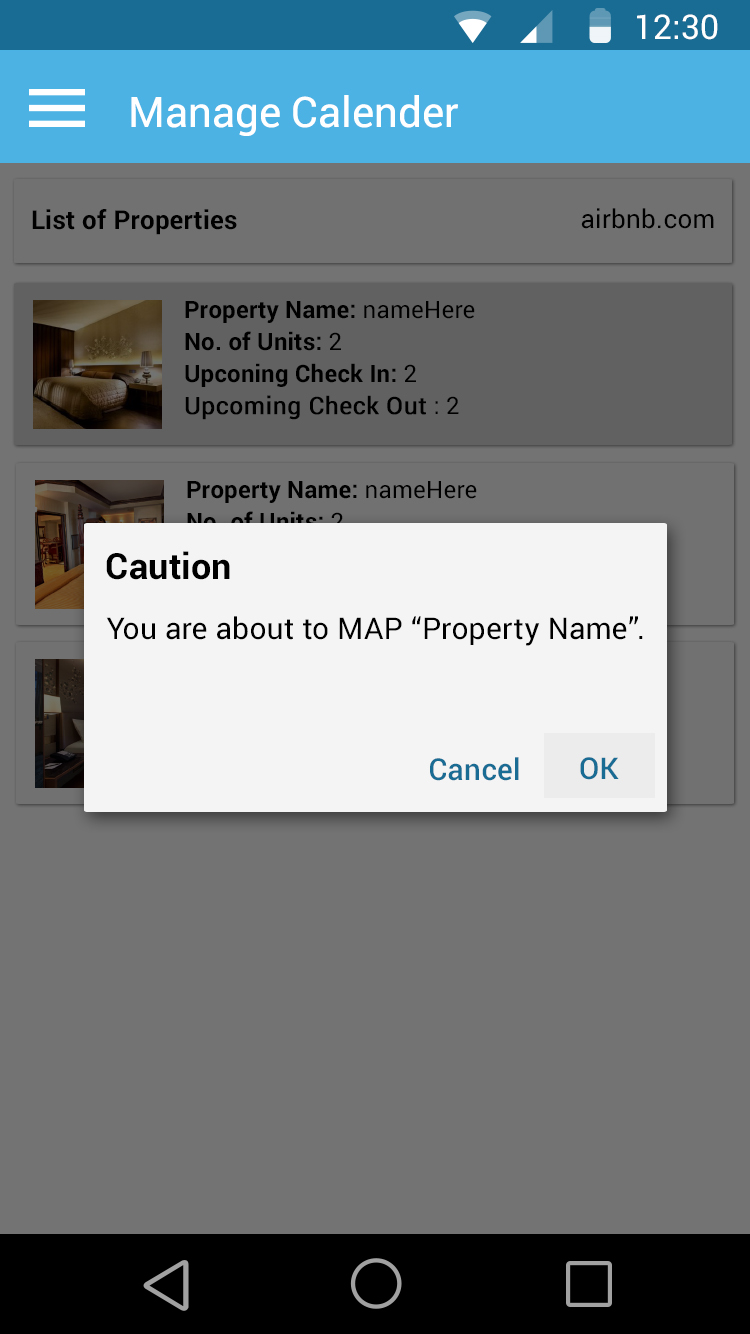 12:30
Manage Calender
List of Properties airbnb.com
Property Name: nameHere
No. of Units: 2
Upconing Check In: 2
Upcoming Check Out : 2
Property Name: nameHere
No. of Units: 2
Caution
You are about to MAP “Property Name”.
Cancel OK